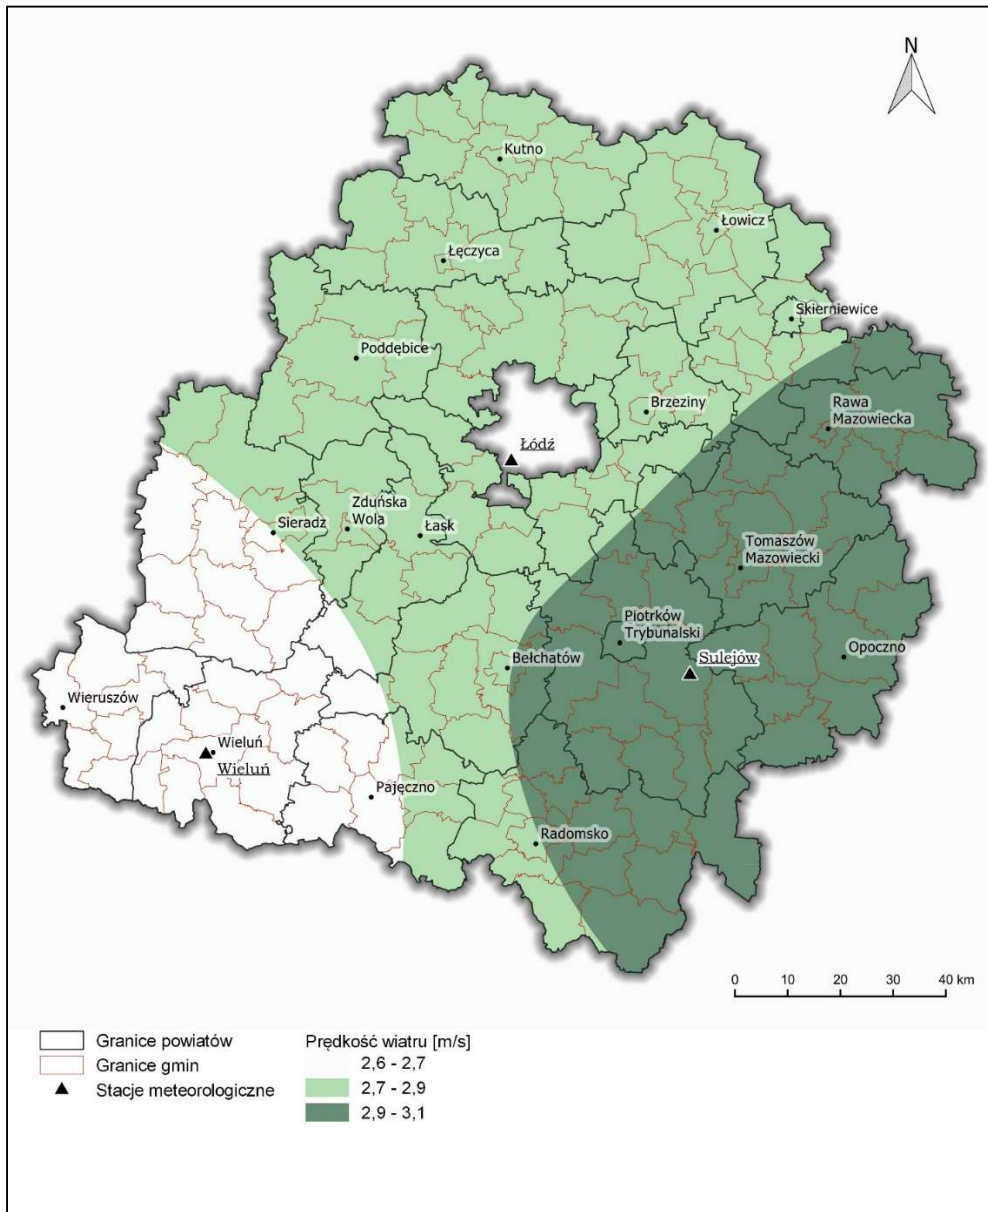 N
Kutno
Łowicz
Łęczyca
Skierniewice
Poddębice
Brzeziny
Rawa
Mazowiecka
Łódź
Sieradz
Zduńska
Wola
Łask
Tomaszów
Mazowiecki
Piotrków
Trybunalski
Bełchatów
Sulejów
Opoczno
Wieruszów
Wieluń
Wieluń
Pajęczno
Radomsko
0 10 20 30 40 km
Granice powiatów
Granice gmin
Stacje meteorologiczne
Prędkość wiatru [m/s]
2,6 - 2,7
2,7 - 2,9
2,9 - 3,1